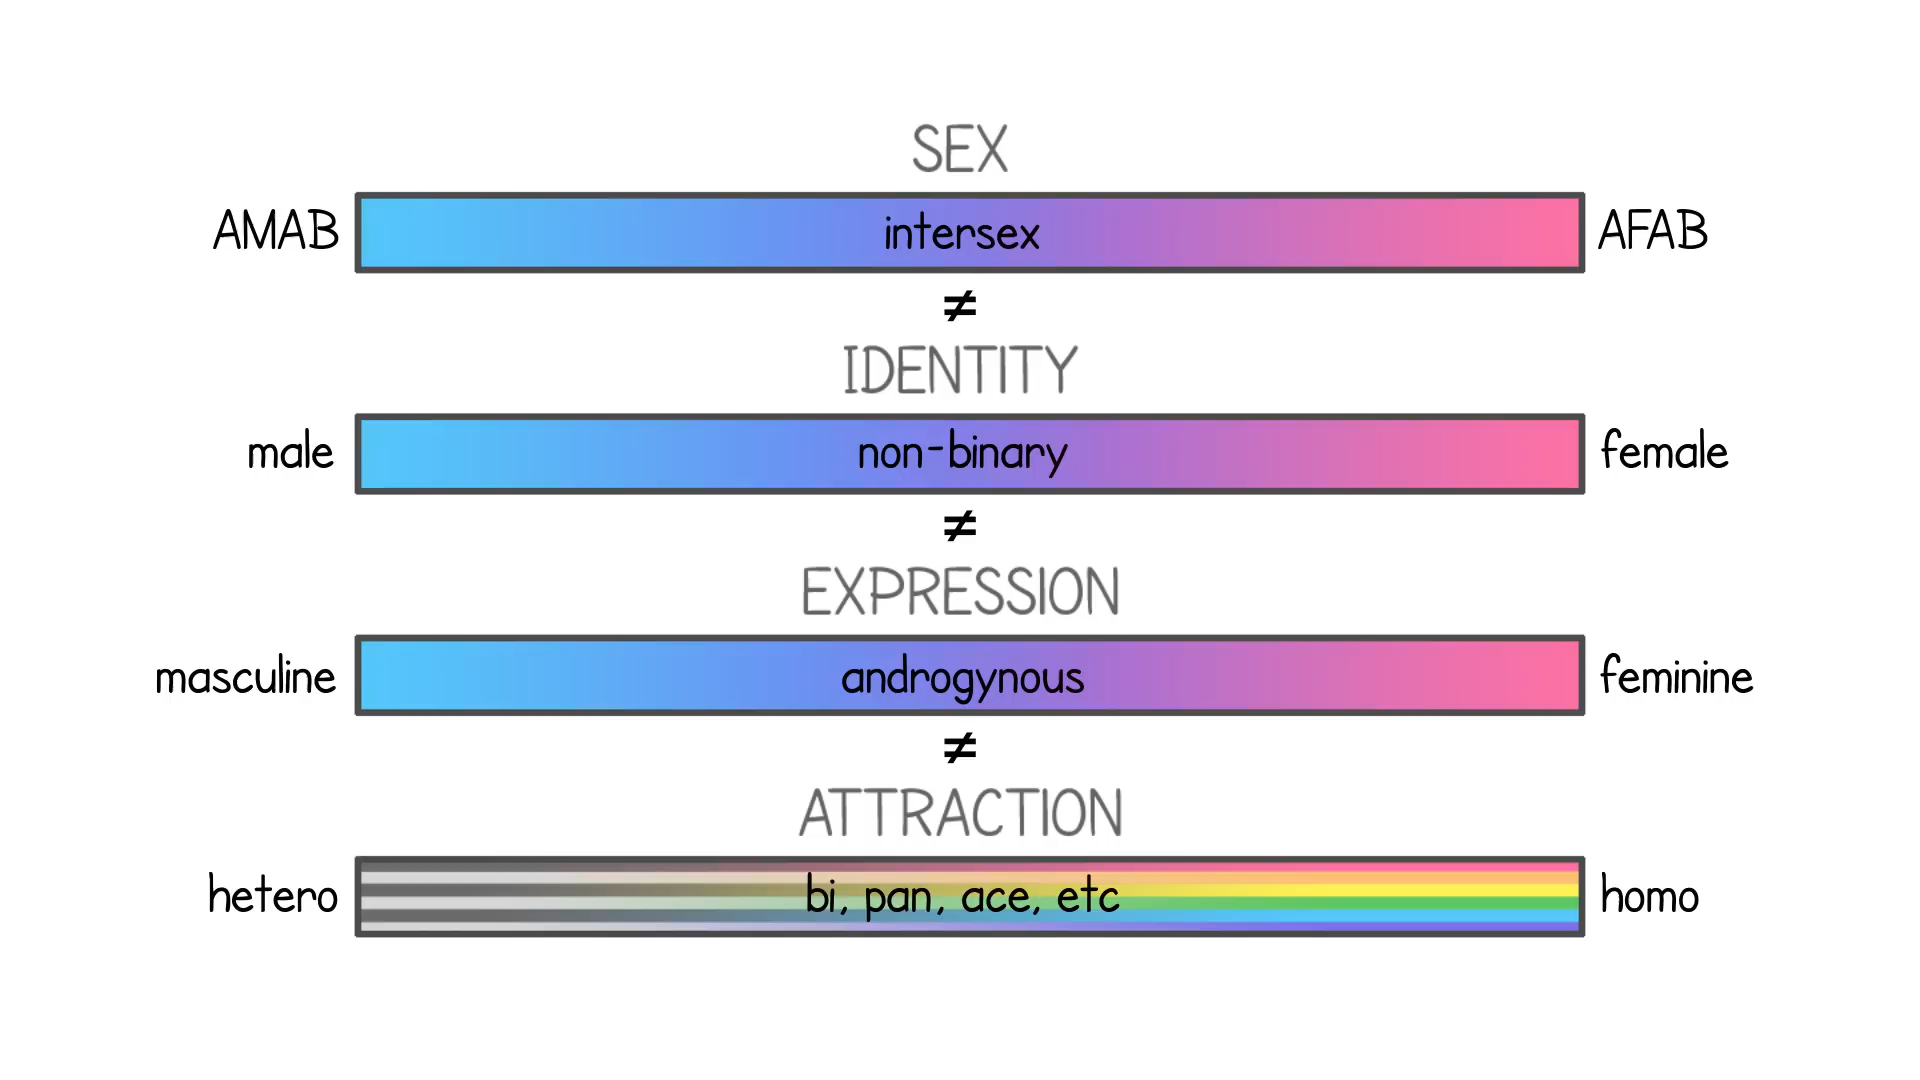 SEX
AMAB intersex AFAB
≠
IDENTITY
male non-binary female
≠
EXPRESSION
masculine androgynous feminine
≠
ATTRACTION
hetero bi, pan, ace, etc homo